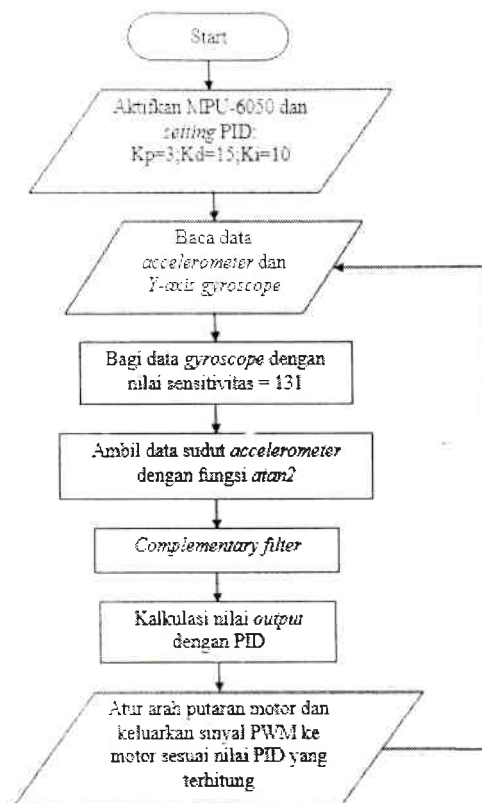 Start
Aktifkan MPU-6050 dan
setting PID:
Kp=3;Kd=15;Ki=10
Baca data
accelerometer dan
Y-axis gyroscope
Bagi data gyroscope dengan
nilai sensitivitas = 131
Ambil data sudut accelerometer
dengan fungsi atan2
Complementary filter
Kalkulasi nilai output
dengan PID
Atur arah putaran motor dan
keluarkan sinyal PWM ke
motor sesuai nilai PID yang
terhitung